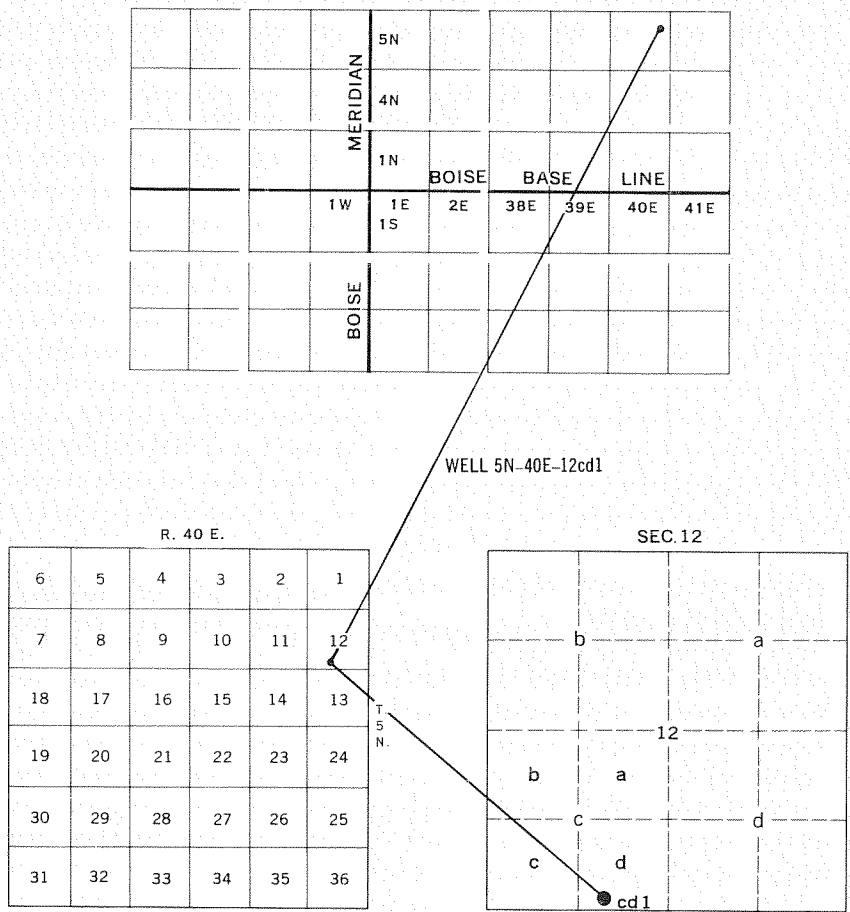 5N
MERIDIAN
4N
1N
BOISE BASE LINE
1W 1E 2E 38E 39E 40E 41E
1S
BOISE
WELL 5N–40E–12cd1
R. 40 E.
6 5 4 3 2 1
7 8 9 10 11 12
18 17 16 15 14 13
19 20 21 22 23 24
30 29 28 27 26 25
31 32 33 34 35 36
T.
5
N.
SEC. 12
b a
12
b a
c d
c d
cd1